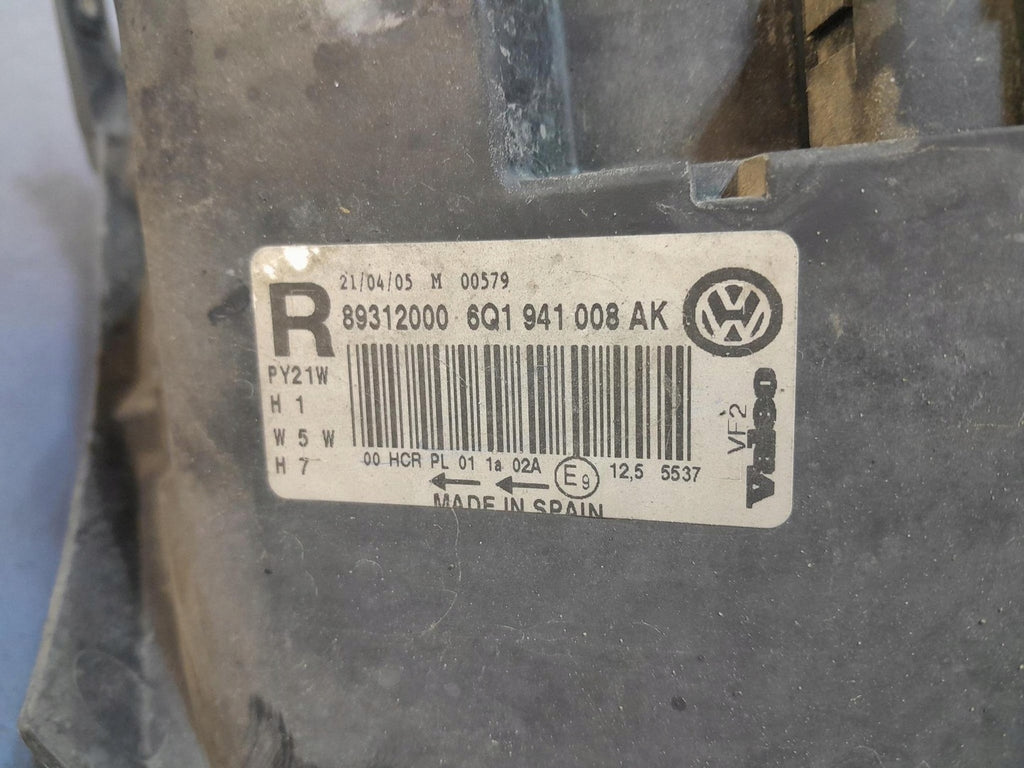 21/04/05 M 00579
R 89312000 6Q1 941 008 AK
PY21W
H 1
W 5 W
H 7
00 HCR PL 01 1a 02A E9 12,5 5537
MADE IN SPAIN
VF2
Valeo
VW